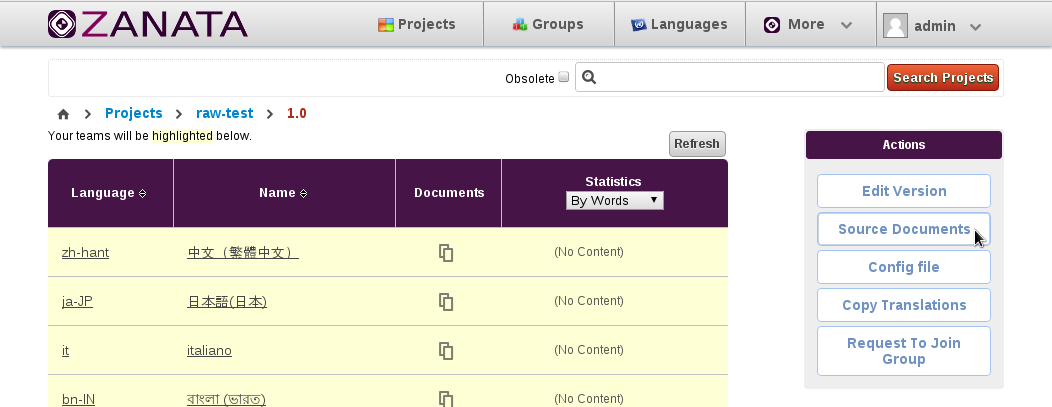 ZANATA
Projects
Groups
Languages
More
admin
Obsolete
Search Projects
Projects
raw-test
1.0
Your teams will be highlighted below.
Refresh
Language
Name
Documents
Statistics
By Words
zh-hant
中文（繁體中文）
(No Content)
ja-JP
日本語(日本)
(No Content)
it
italiano
(No Content)
bn-IN
বাংলা (ভারত)
(No Content)
Actions
Edit Version
Source Documents
Config file
Copy Translations
Request To Join
Group